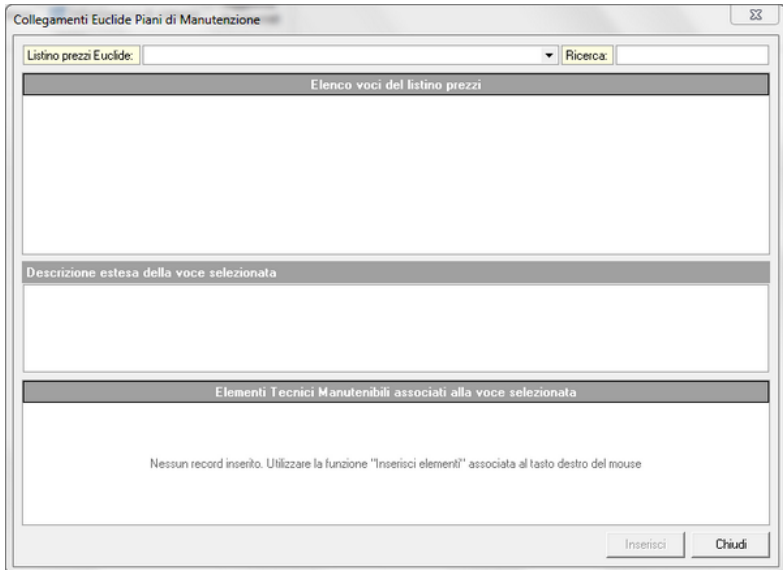 Collegamenti Euclide Piani di Manutenzione
Listino prezzi Euclide: Ricerca:
Elenco voci del listino prezzi
Descrizione estesa della voce selezionata
Elementi Tecnici Manutenibili associati alla voce selezionata
Nessun record inserito. Utilizzare la funzione "Inserisci elementi" associata al tasto destro del mouse
Inserisci Chiudi